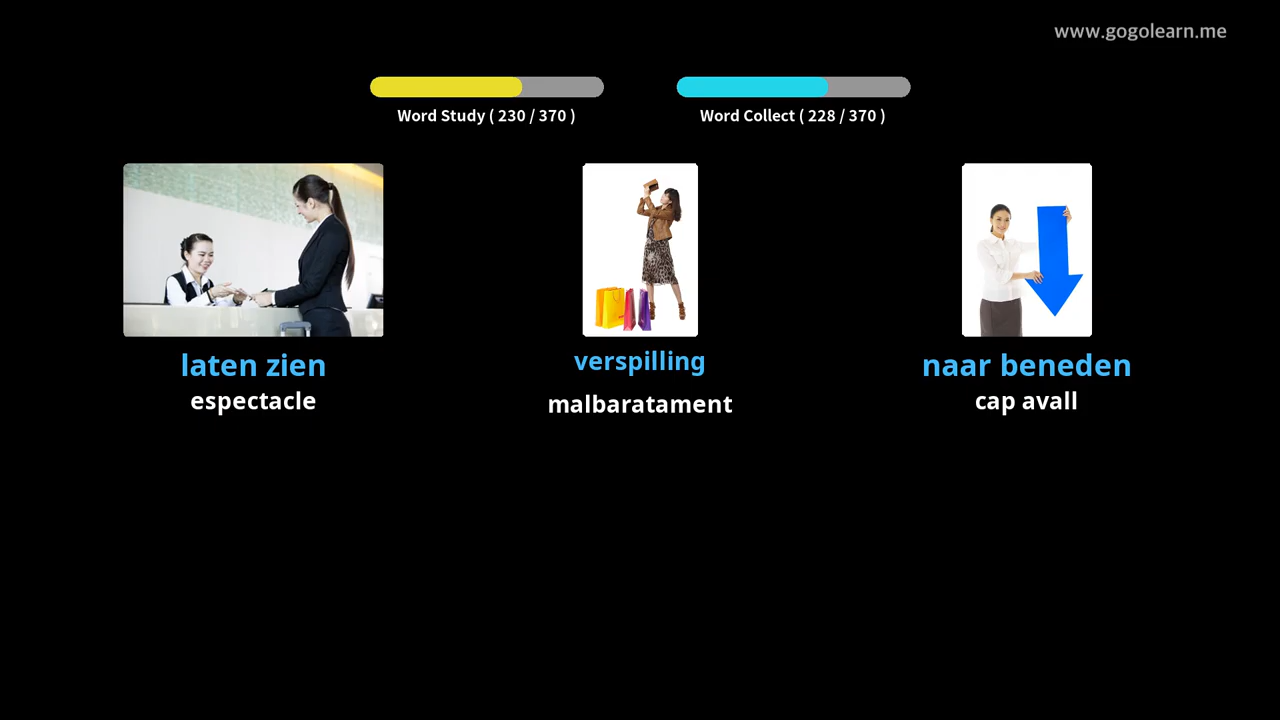 www.gogolearn.me
Word Study ( 230 / 370 )
Word Collect ( 228 / 370 )
laten zien
espectacle
verspilling
malbaratament
naar beneden
cap avall